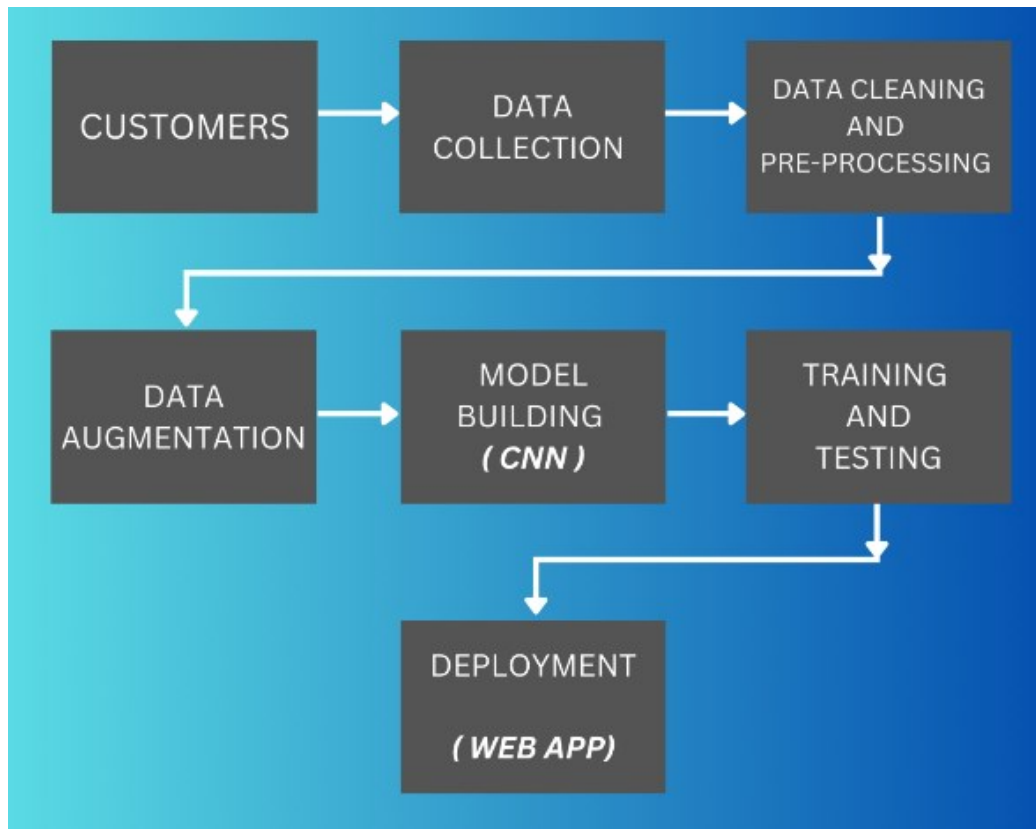 CUSTOMERS
DATA
COLLECTION
DATA CLEANING
AND
PRE-PROCESSING
DATA
AUGMENTATION
MODEL
BUILDING
( CNN )
TRAINING
AND
TESTING
DEPLOYMENT
( WEB APP)